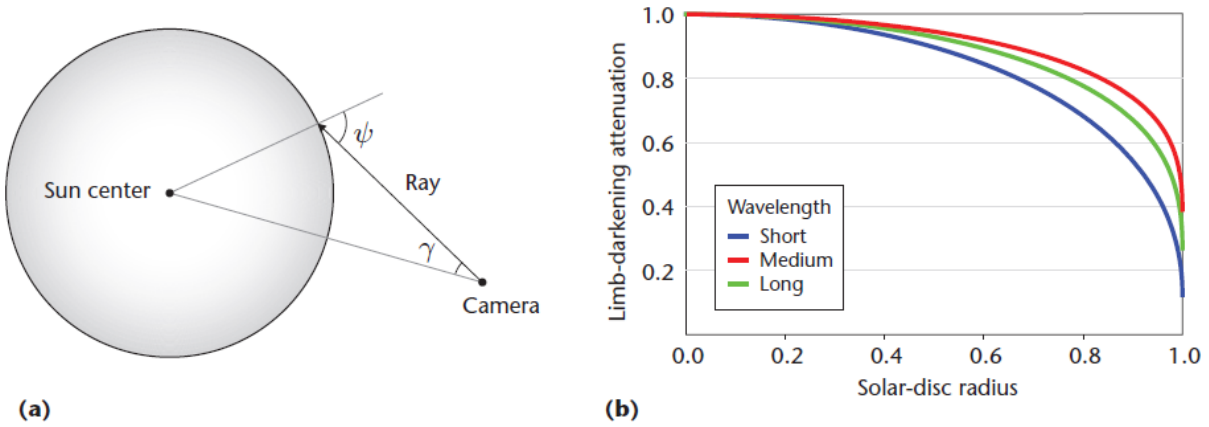 Sun center
ψ
Ray
γ
Camera
(a)
Limb-darkening attenuation
1.0
0.8
0.6
0.4
0.2
Wavelength
Short
Medium
Long
0.0 0.2 0.4 0.6 0.8 1.0
Solar-disc radius
(b)